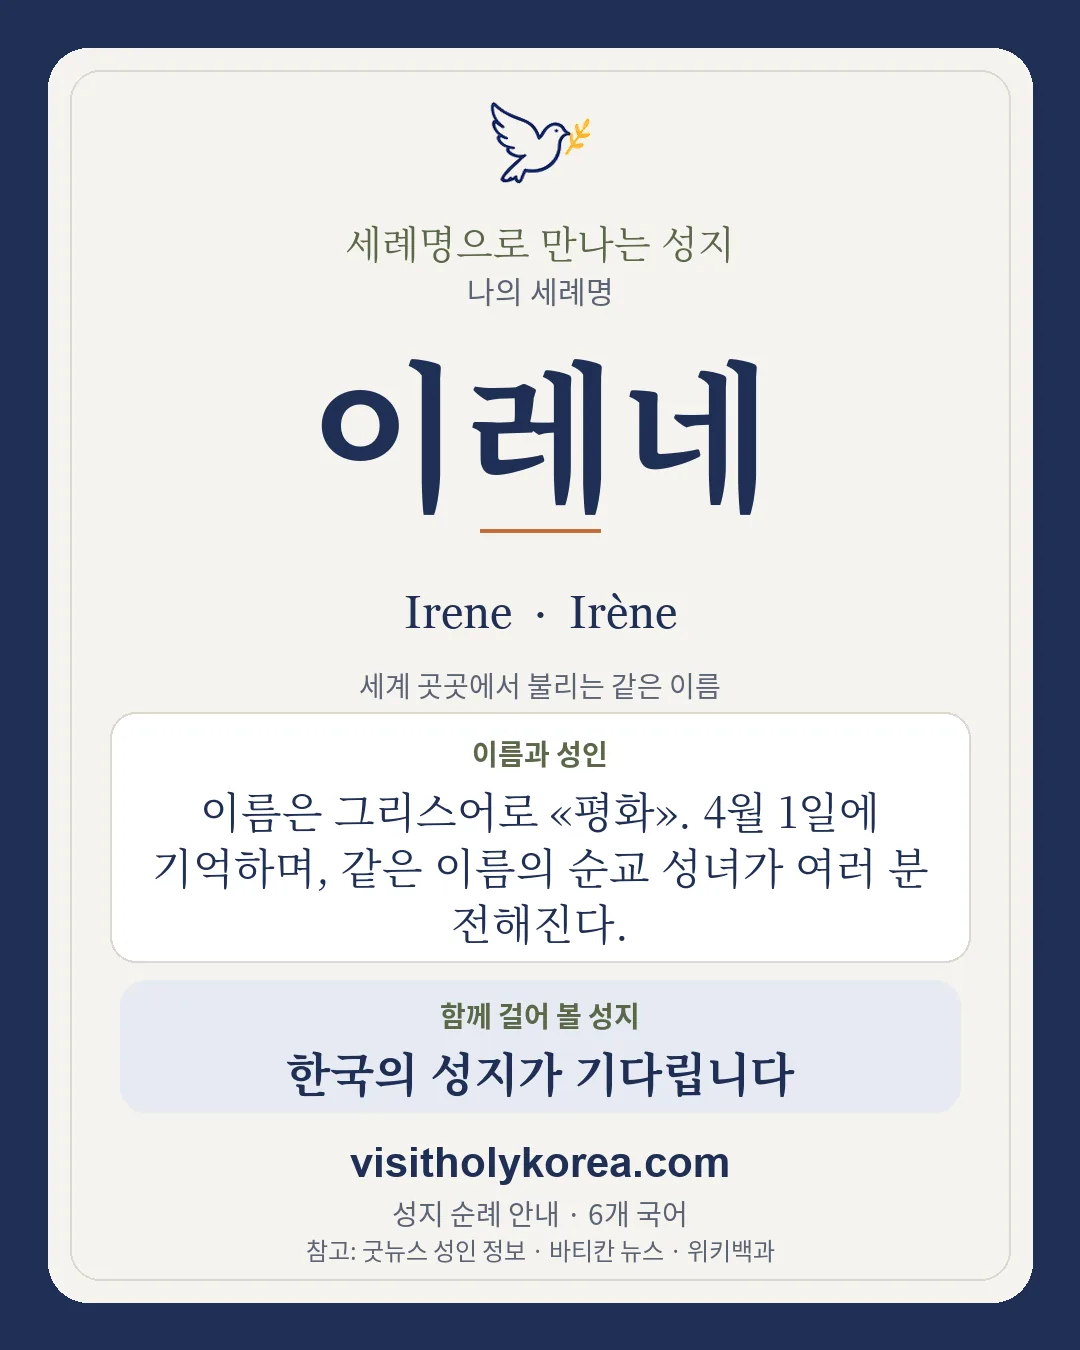 세례명으로 만나는 성지
나의 세례명
이레네
Irene · Irène
세계 곳곳에서 불리는 같은 이름
이름과 성인
이름은 그리스어로 «평화». 4월 1일에
기억하며, 같은 이름의 순교 성녀가 여러 분
전해진다.
함께 걸어 볼 성지
한국의 성지가 기다립니다
visitholykorea.com
성지 순례 안내 · 6개 국어
참고: 굿뉴스 성인 정보 · 바티칸 뉴스 · 위키백과